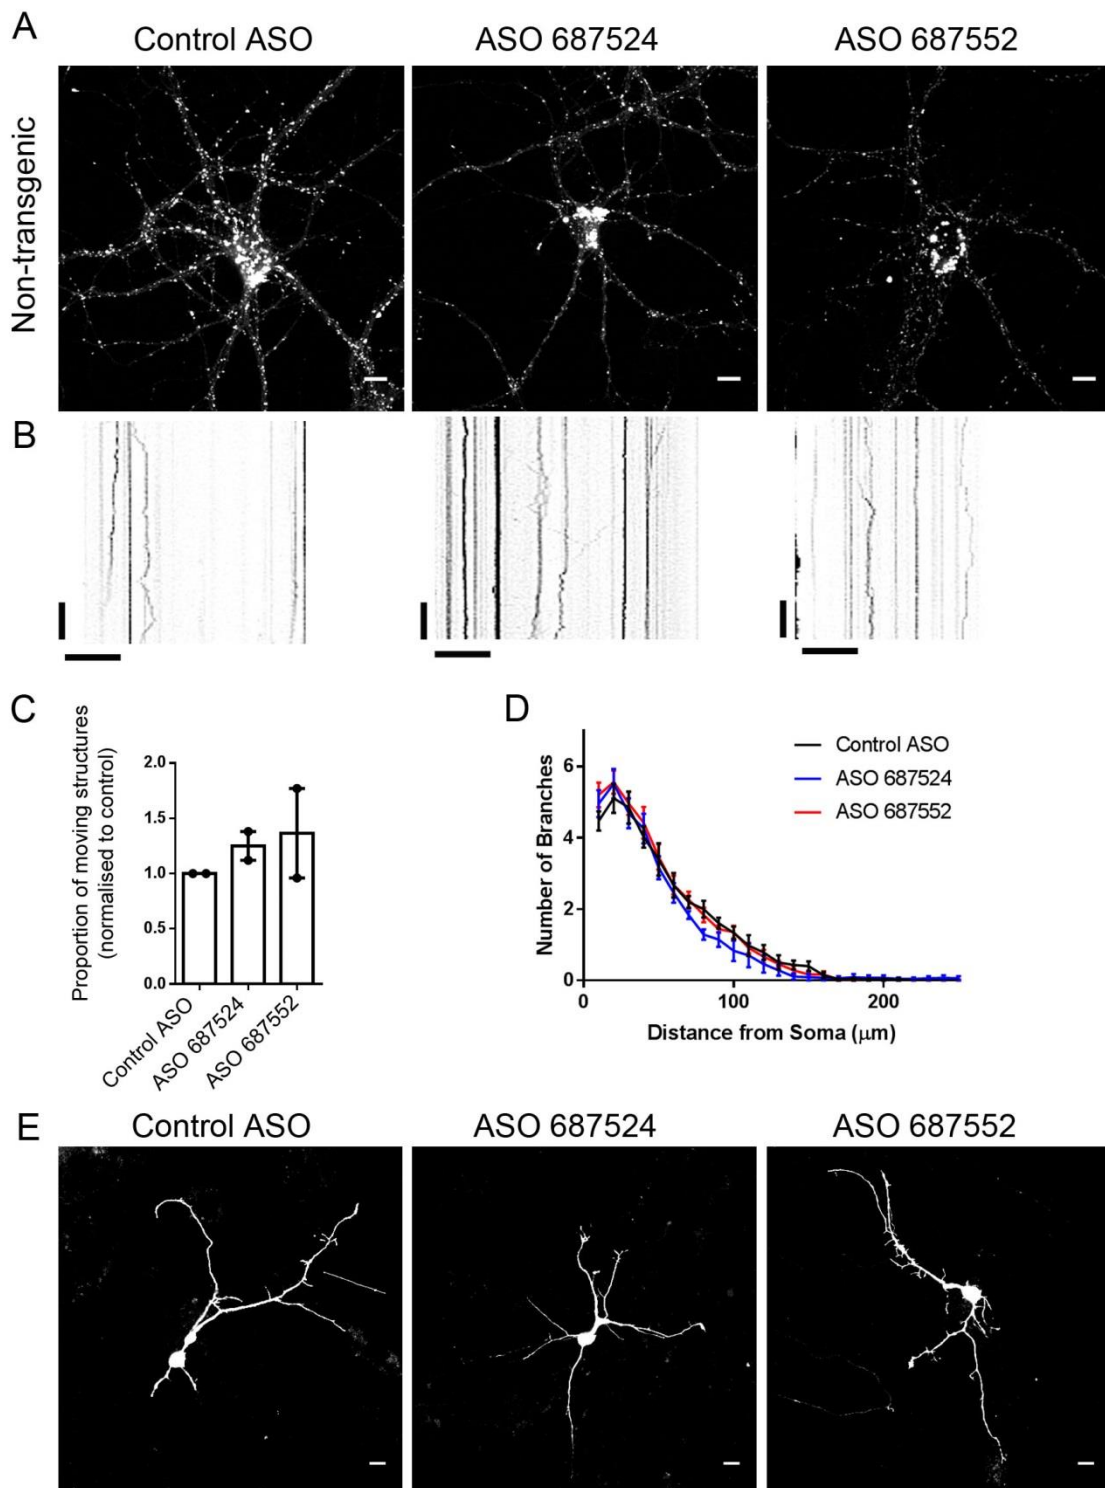 A
Control ASO
ASO 687524
ASO 687552
Non-transgenic
B
C
Proportion of moving structures
(normalised to control)
2.0
1.5
1.0
0.5
0.0
Control ASO
ASO 687524
ASO 687552
D
Number of Branches
6
4
2
0
0
100
200
Distance from Soma (μm)
Control ASO
ASO 687524
ASO 687552
E
Control ASO
ASO 687524
ASO 687552